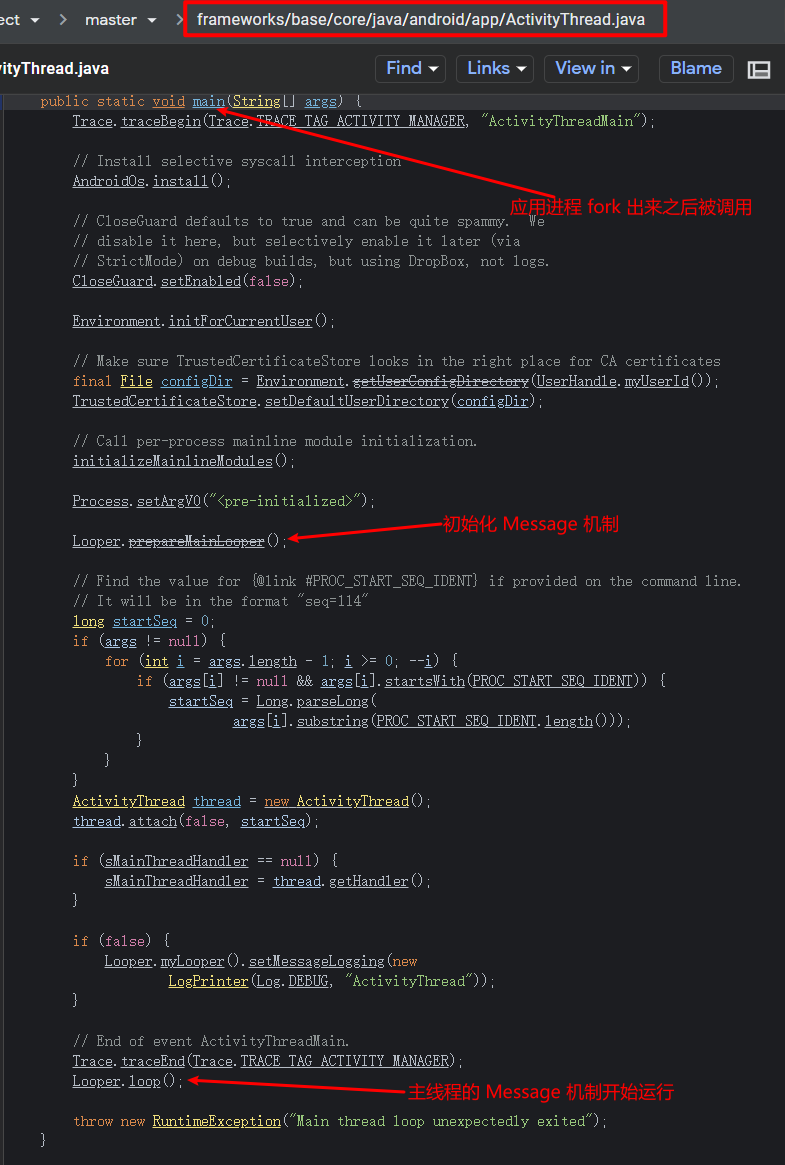 ect master frameworks/base/core/java/android/app/ActivityThread.java
vityThread.java Find Links View in Blame
public static void main(String[] args) {
Trace.traceBegin(Trace.TRACE_TAG_ACTIVITY_MANAGER, "ActivityThreadMain");
// Install selective syscall interception
AndroidOs.install();
应用进程 fork 出来之后被调用
// CloseGuard defaults to true and can be quite spammy. We
// disable it here, but selectively enable it later (via
// StrictMode) on debug builds, but using DropBox, not logs.
CloseGuard.setEnabled(false);
Environment.initForCurrentUser();
// Make sure TrustedCertificateStore looks in the right place for CA certificates
final File configDir = Environment.getUserConfigDirectory(UserHandle.myUserId());
TrustedCertificateStore.setDefaultUserDirectory(configDir);
// Call per-process mainline module initialization.
initializeMainlineModules();
Process.setArgV0("<pre-initialized>");
初始化 Message 机制
Looper.prepareMainLooper();
// Find the value for {@link #PROC_START_SEQ_IDENT} if provided on the command line.
// It will be in the format "seq=114"
long startSeq = 0;
if (args != null) {
for (int i = args.length - 1; i >= 0; --i) {
if (args[i] != null && args[i].startsWith(PROC_START_SEQ_IDENT)) {
startSeq = Long.parseLong(
args[i].substring(PROC_START_SEQ_IDENT.length()));
}
}
}
ActivityThread thread = new ActivityThread();
thread.attach(false, startSeq);
if (sMainThreadHandler == null) {
sMainThreadHandler = thread.getHandler();
}
if (false) {
Looper.myLooper().setMessageLogging(new
LogPrinter(Log.DEBUG, "ActivityThread"));
}
// End of event ActivityThreadMain.
Trace.traceEnd(Trace.TRACE_TAG_ACTIVITY_MANAGER);
Looper.loop();
主线程的 Message 机制开始运行
throw new RuntimeException("Main thread loop unexpectedly exited");
}